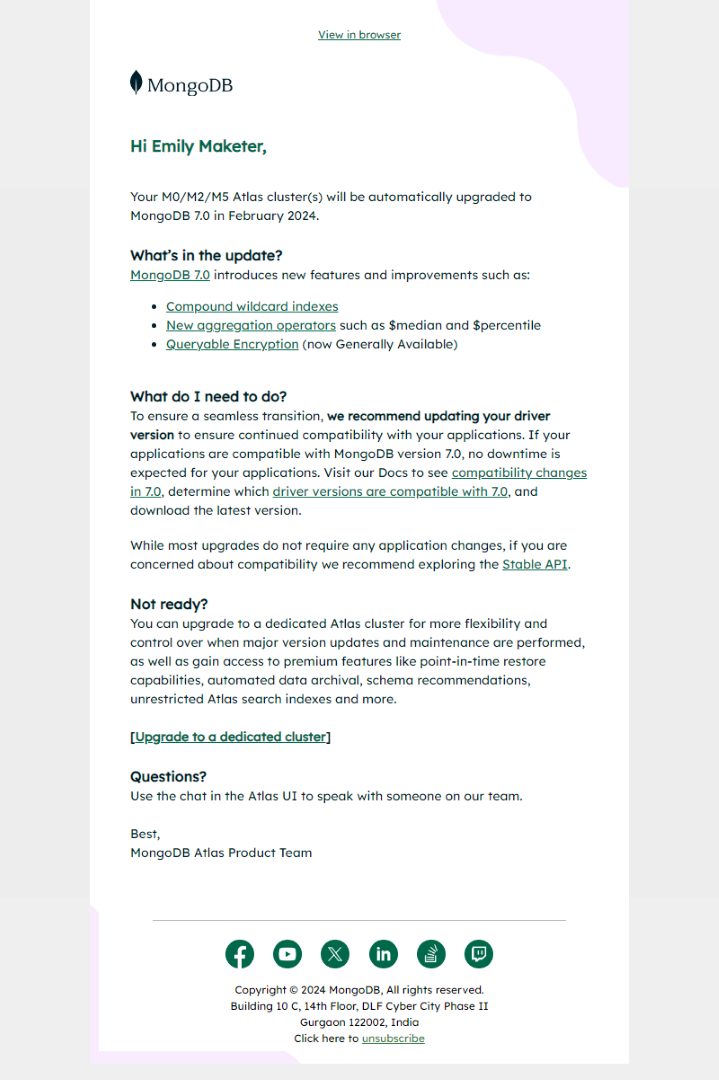 View in browser
MongoDB
Hi Emily Maketer,
Your M0/M2/M5 Atlas cluster(s) will be automatically upgraded to
MongoDB 7.0 in February 2024.
What's in the update?
MongoDB 7.0 introduces new features and improvements such as:
• Compound wildcard indexes
• New aggregation operators such as $median and $percentile
• Queryable Encryption (now Generally Available)
What do I need to do?
To ensure a seamless transition, we recommend updating your driver
version to ensure continued compatibility with your applications. If your
applications are compatible with MongoDB version 7.0, no downtime is
expected for your applications. Visit our Docs to see compatibility changes
in 7.0, determine which driver versions are compatible with 7.0, and
download the latest version.
While most upgrades do not require any application changes, if you are
concerned about compatibility we recommend exploring the Stable API.
Not ready?
You can upgrade to a dedicated Atlas cluster for more flexibility and
control over when major version updates and maintenance are performed,
as well as gain access to premium features like point-in-time restore
capabilities, automated data archival, schema recommendations,
unrestricted Atlas search indexes and more.
[Upgrade to a dedicated cluster]
Questions?
Use the chat in the Atlas UI to speak with someone on our team.
Best,
MongoDB Atlas Product Team
Copyright © 2024 MongoDB, All rights reserved.
Building 10 C, 14th Floor, DLF Cyber City Phase II
Gurgaon 122002, India
Click here to unsubscribe